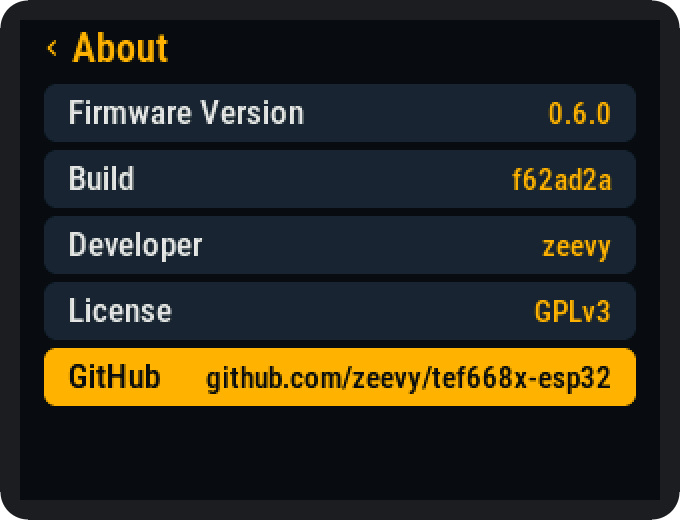 ‹ About
Firmware Version 0.6.0
Build f62ad2a
Developer zeevy
License GPLv3
GitHub github.com/zeevy/tef668x-esp32